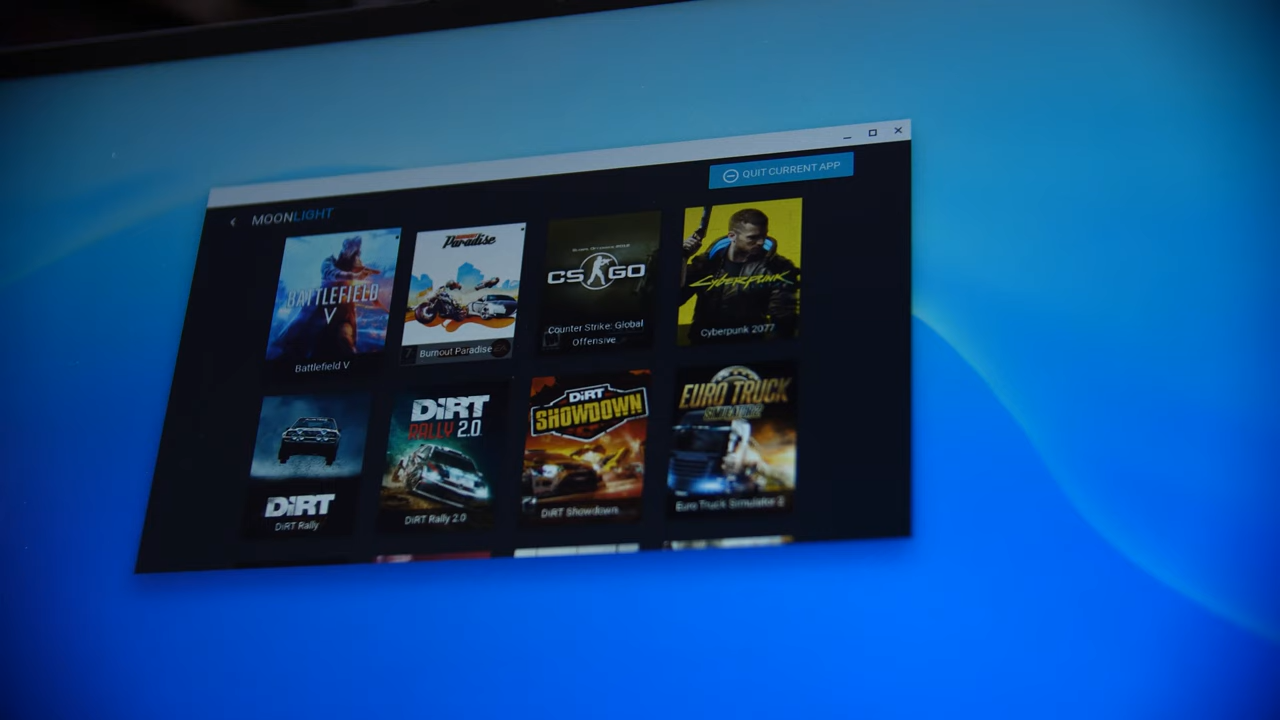 QUIT CURRENT APP
MOONLIGHT
BATTLEFIELD
V
Battlefield V
Paradise
Burnout Paradise
CS GO
Counter Strike: Global
Offensive
CYBERPUNK
Cyberpunk 2077
DiRT
DiRT Rally
DiRT
RALLY 2.0
DiRT Rally 2.0
DiRT
SHOWDOWN
DiRT Showdown
EURO TRUCK
SIMULATOR
Euro Truck Simulator 2